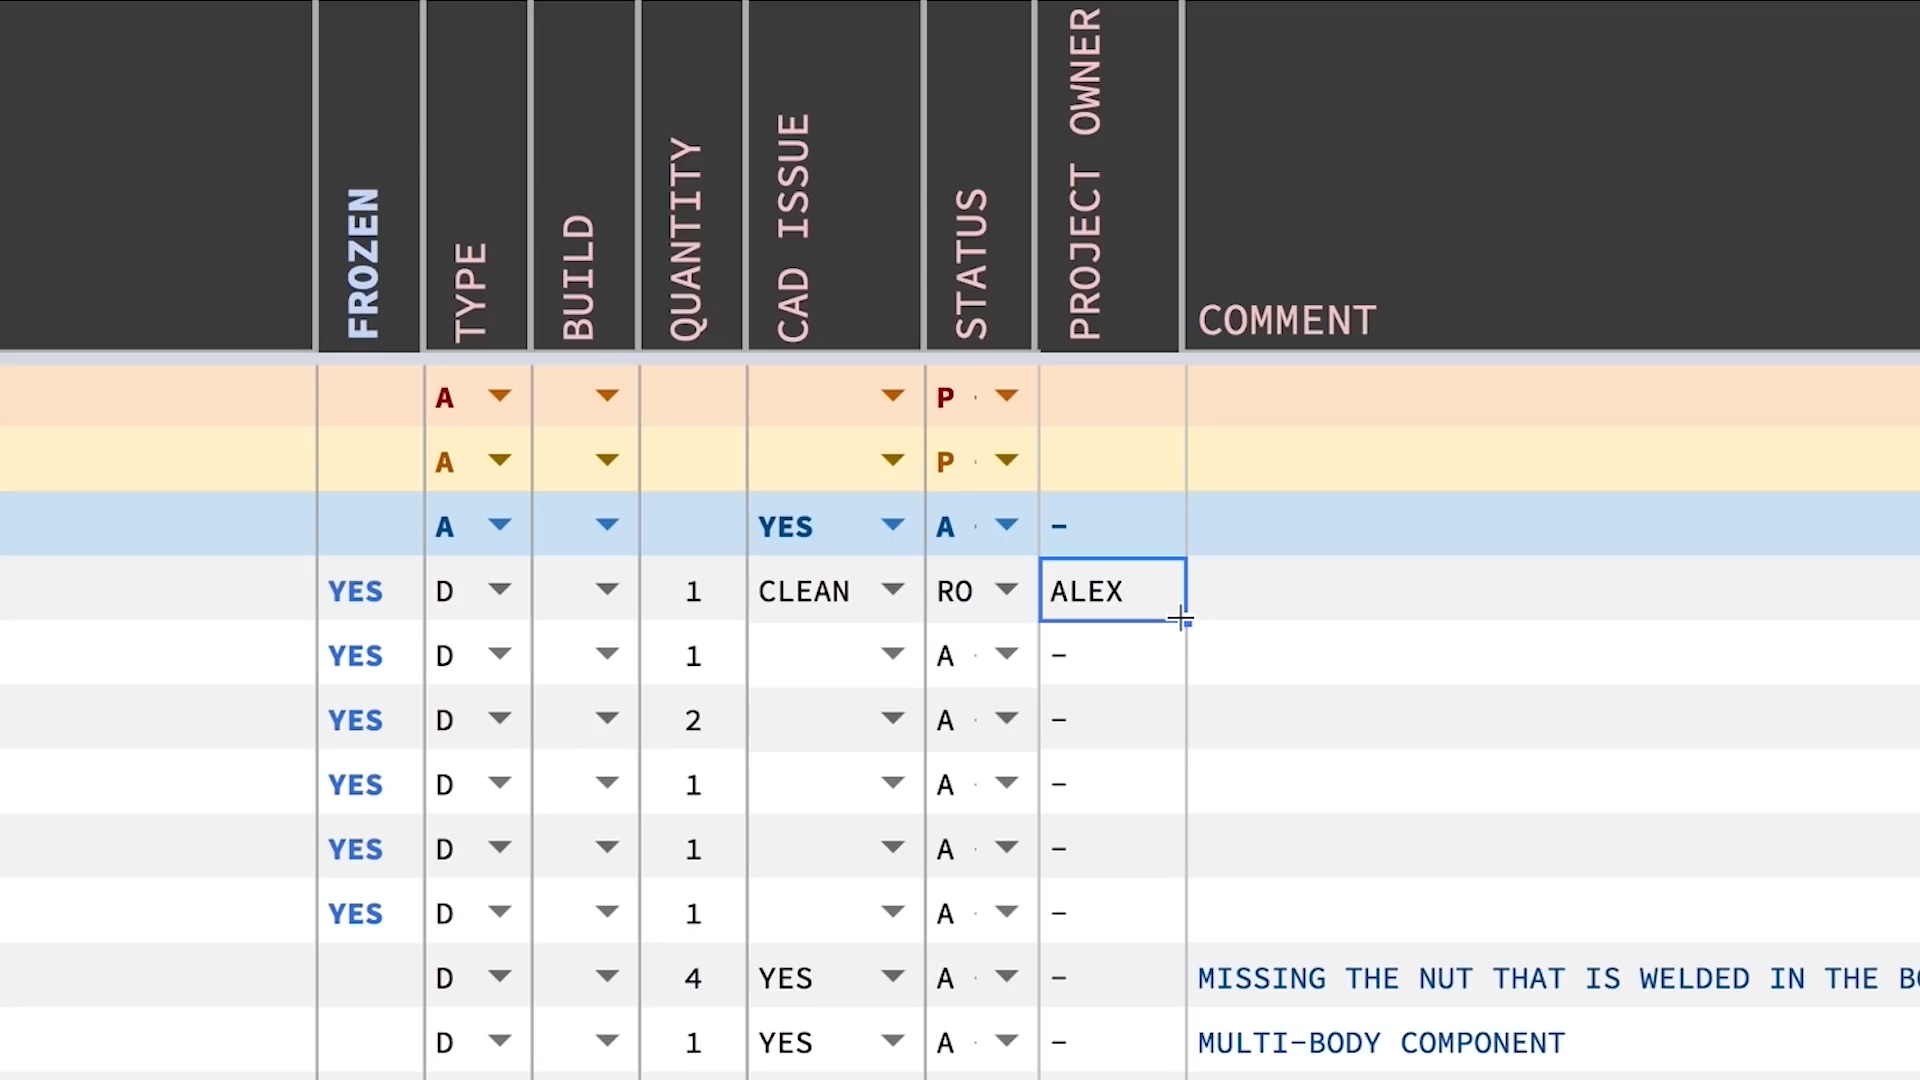 FROZEN TYPE BUILD QUANTITY CAD ISSUE STATUS PROJECT OWNER COMMENT
A P
A P
A YES A –
YES D 1 CLEAN RO ALEX
YES D 1 A –
YES D 2 A –
YES D 1 A –
YES D 1 A –
YES D 1 A –
D 4 YES A – MISSING THE NUT THAT IS WELDED IN THE
D 1 YES A – MULTI-BODY COMPONENT